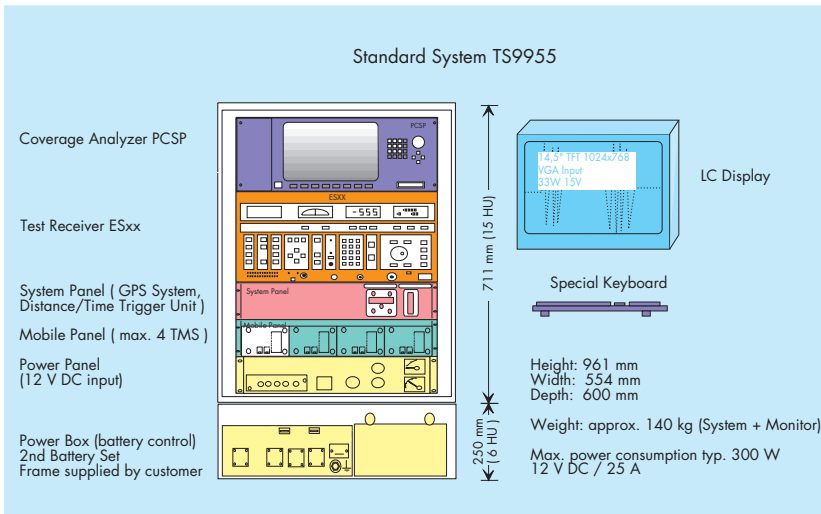 Standard System TS9955
Coverage Analyzer PCSP
PCSP
ESXX
-555
Test Receiver ESxx
System Panel ( GPS System,
Distance/Time Trigger Unit )
System Panel
Mobile Panel ( max. 4 TMS )
Mobile Panel
Power Panel
(12 V DC input)
Power Box (battery control)
2nd Battery Set
Frame supplied by customer
711 mm (15 HU)
250 mm
( 6 HU )
14,5" TFT 1024x768
VGA Input
33W 15V
LC Display
Special Keyboard
Height: 961 mm
Width: 554 mm
Depth: 600 mm
Weight: approx. 140 kg (System + Monitor)
Max. power consumption typ. 300 W
12 V DC / 25 A